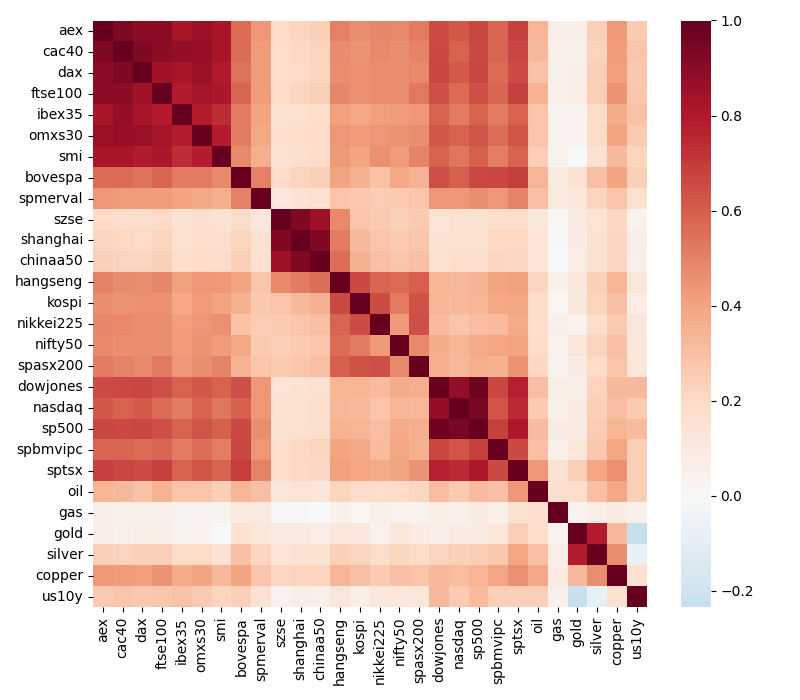 aex
cac40
dax
ftse100
ibex35
omxs30
smi
bovespa
spmerval
szse
shanghai
chinaa50
hangseng
kospi
nikkei225
nifty50
spasx200
dowjones
nasdaq
sp500
spbmvipc
sptsx
oil
gas
gold
silver
copper
us10y
aex
cac40
dax
ftse100
ibex35
omxs30
smi
bovespa
spmerval
szse
shanghai
chinaa50
hangseng
kospi
nikkei225
nifty50
spasx200
dowjones
nasdaq
sp500
spbmvipc
sptsx
oil
gas
gold
silver
copper
us10y
1.0
0.8
0.6
0.4
0.2
0.0
−0.2